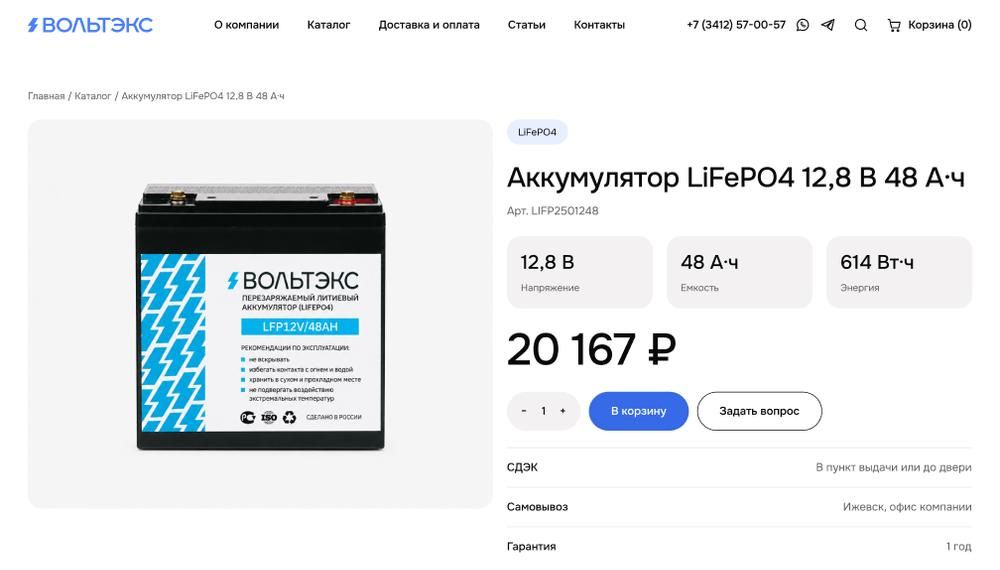 ВОЛЬТЭКС
О компании
Каталог
Доставка и оплата
Статьи
Контакты
+7 (3412) 57-00-57
Корзина (0)
Главная / Каталог / Аккумулятор LiFePO4 12,8 В 48 А·ч
ВОЛЬТЭКС
ПЕРЕЗАРЯЖАЕМЫЙ ЛИТИЕВЫЙ
АККУМУЛЯТОР (LIFEPO4)
LFP12V/48AH
РЕКОМЕНДАЦИИ ПО ЭКСПЛУАТАЦИИ:
не вскрывать
избегать контакта с огнем и водой
хранить в сухом и прохладном месте
не подвергать воздействию
экстремальных температур
РСТ ISO СДЕЛАНО В РОССИИ
LiFePO4
Аккумулятор LiFePO4 12,8 В 48 А·ч
Арт. LIFP2501248
12,8 В
Напряжение
48 А·ч
Емкость
614 Вт·ч
Энергия
20 167 ₽
- 1 +
В корзину
Задать вопрос
СДЭК
В пункт выдачи или до двери
Самовывоз
Ижевск, офис компании
Гарантия
1 год